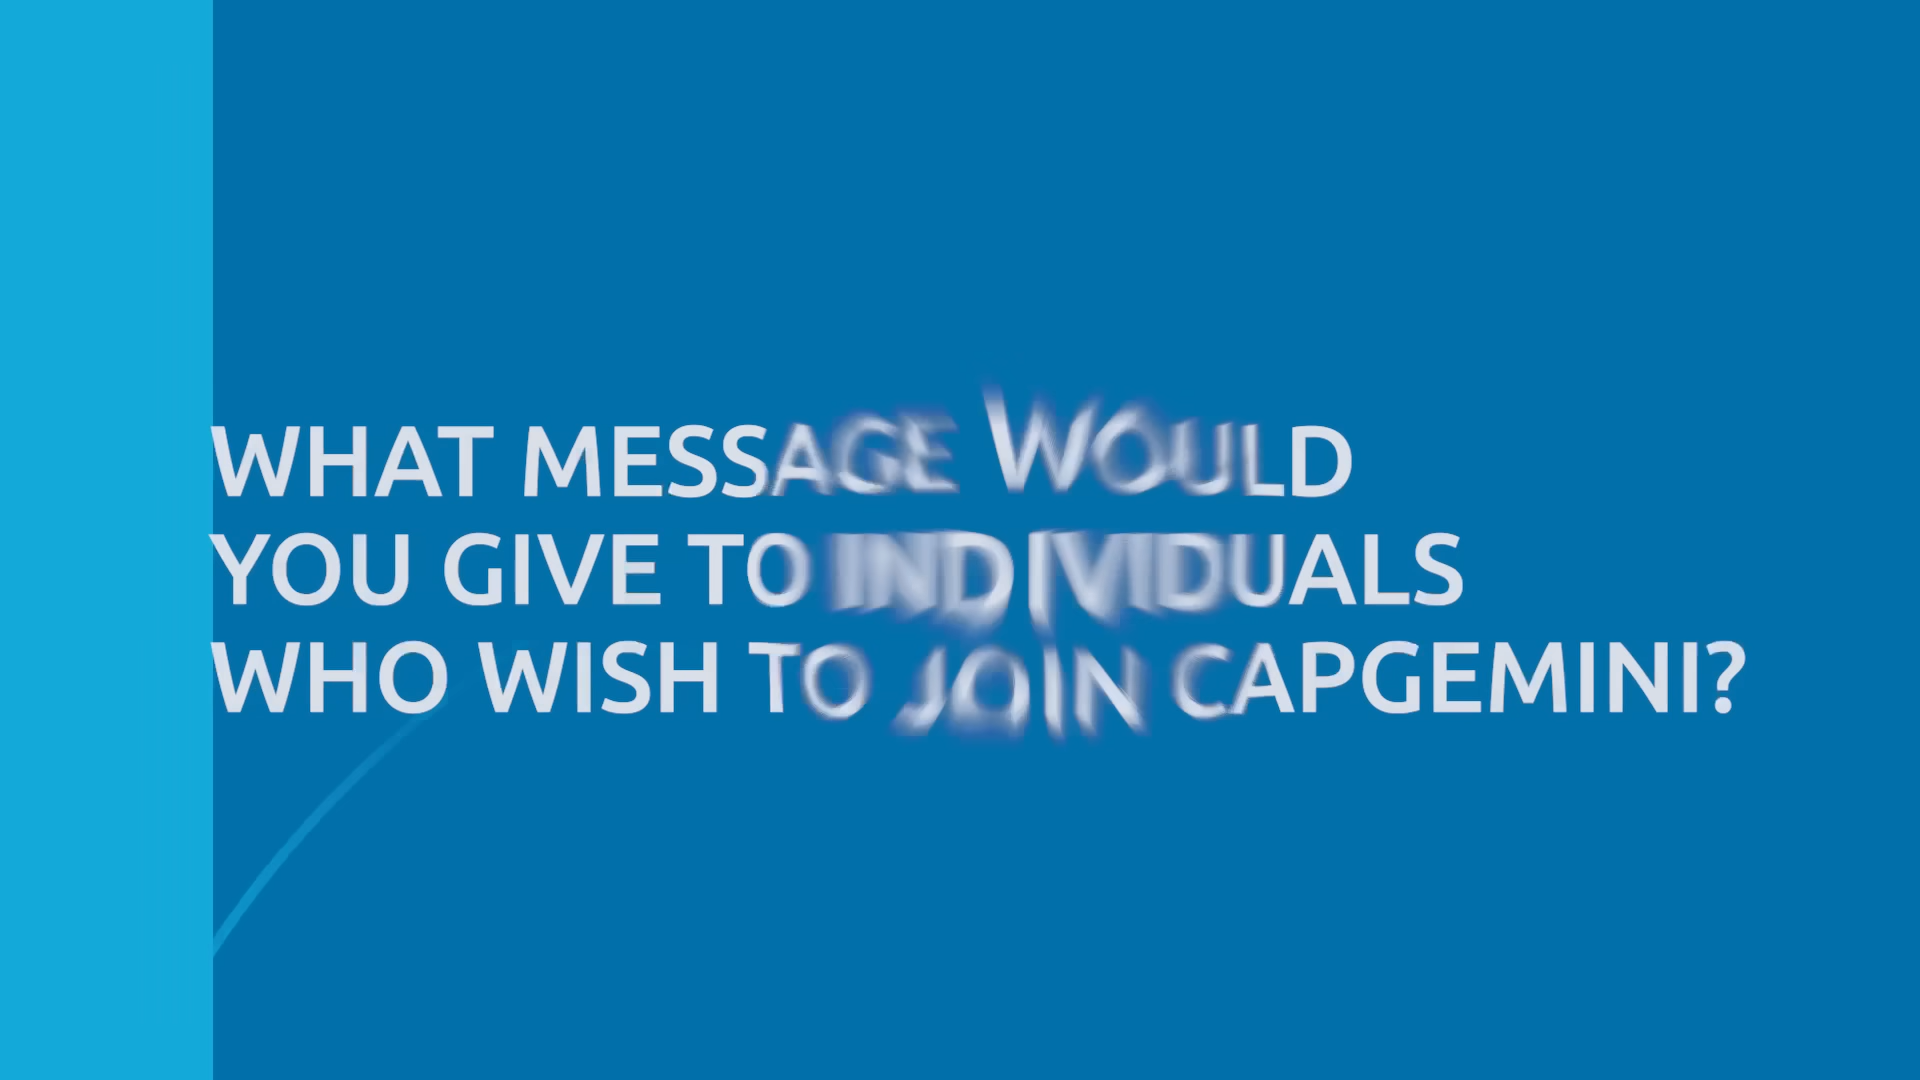 WHAT MESSAGE WOULD
YOU GIVE TO INDIVIDUALS
WHO WISH TO JOIN CAPGEMINI?